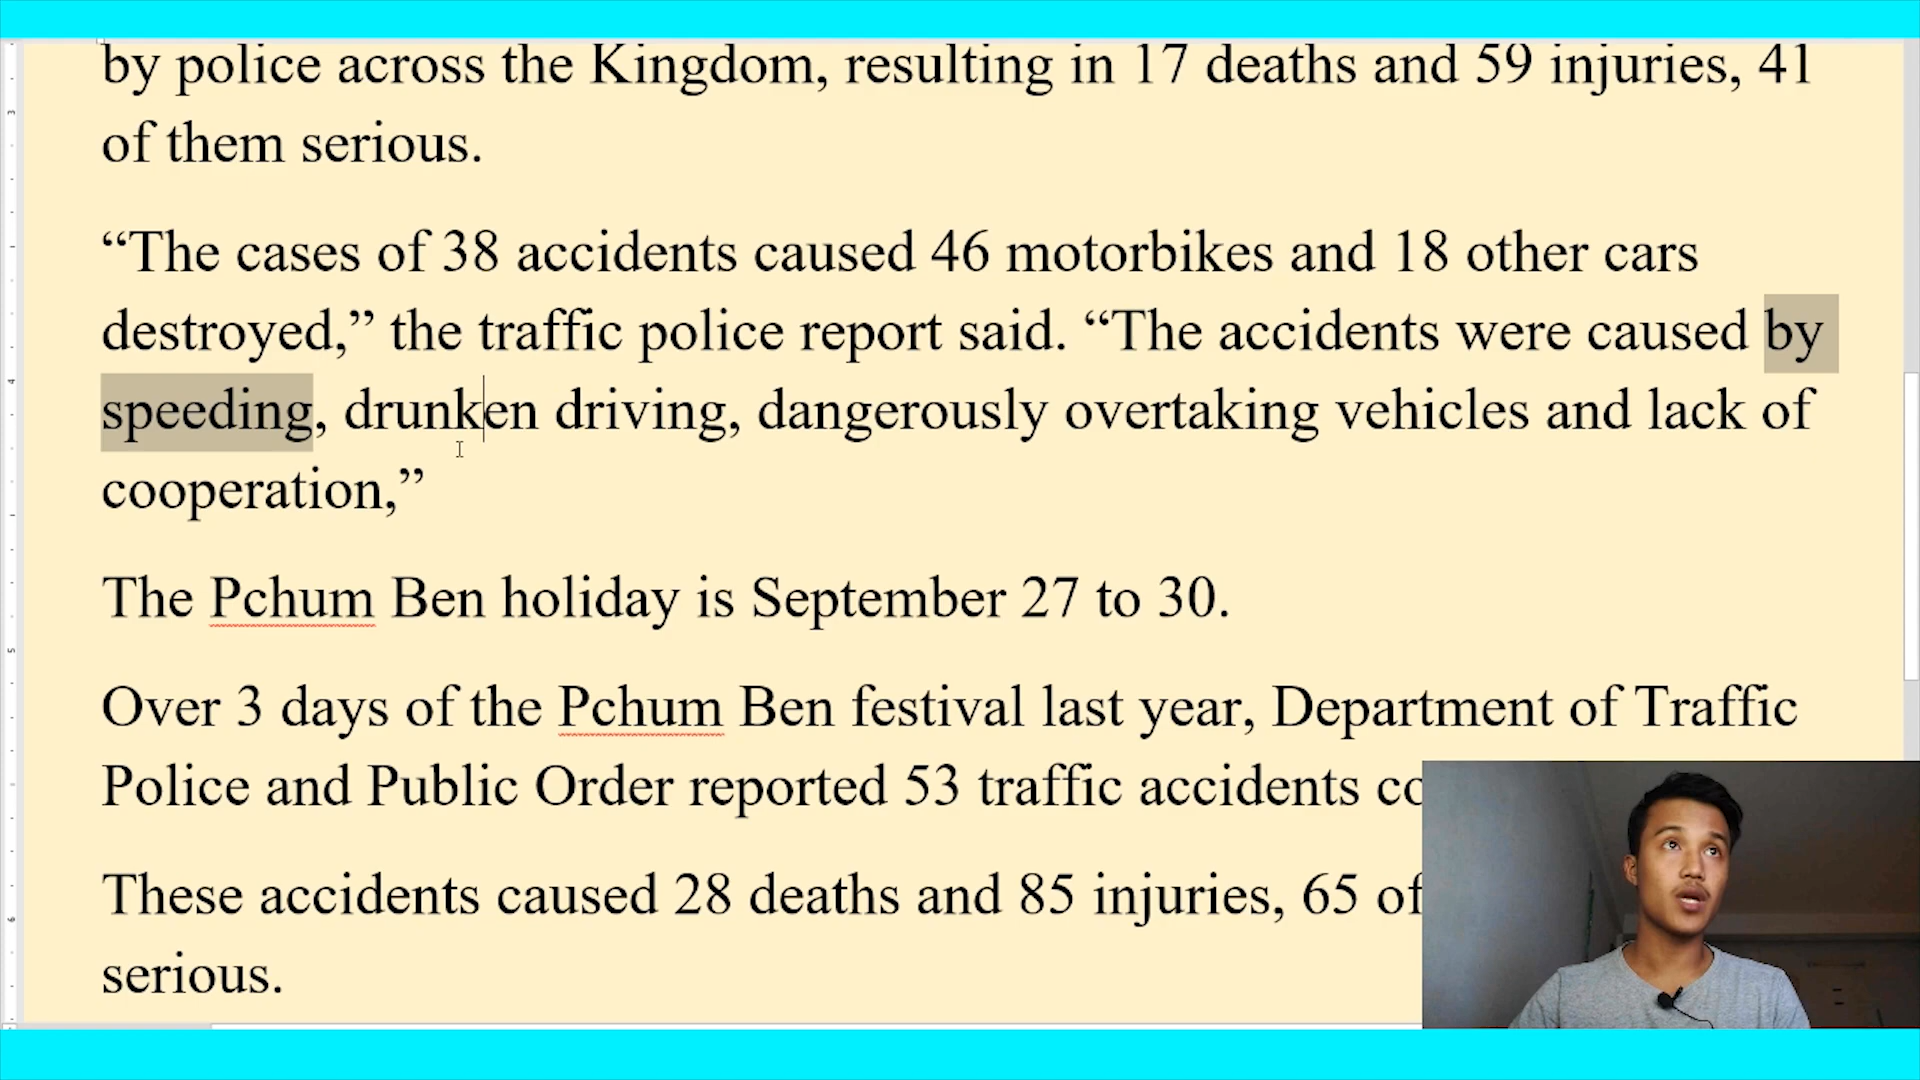 by police across the Kingdom, resulting in 17 deaths and 59 injuries, 41
of them serious.
“The cases of 38 accidents caused 46 motorbikes and 18 other cars
destroyed,” the traffic police report said. “The accidents were caused by
speeding, drunken driving, dangerously overtaking vehicles and lack of
cooperation,”
The Pchum Ben holiday is September 27 to 30.
Over 3 days of the Pchum Ben festival last year, Department of Traffic
Police and Public Order reported 53 traffic accidents co
These accidents caused 28 deaths and 85 injuries, 65 of
serious.